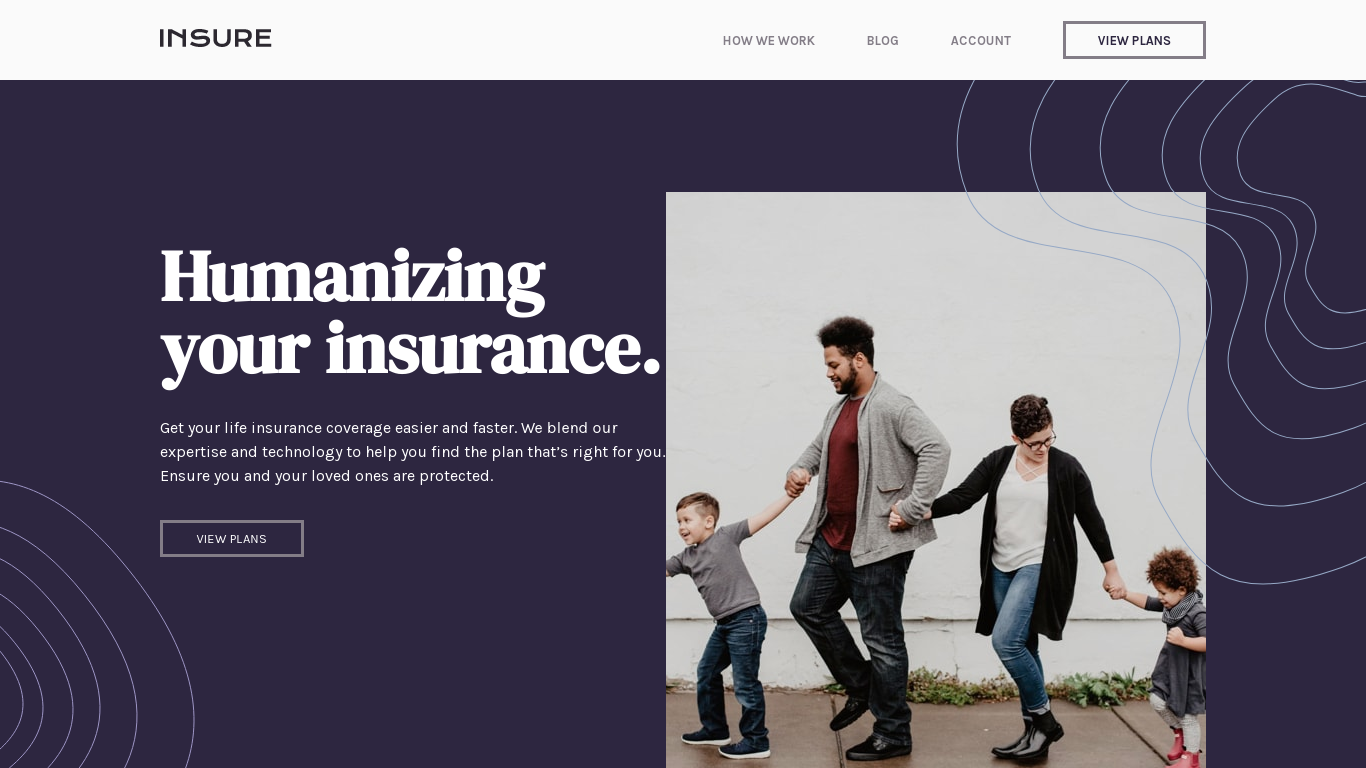 INSURE
HOW WE WORK
BLOG
ACCOUNT
VIEW PLANS
Humanizing
your insurance.
Get your life insurance coverage easier and faster. We blend our
expertise and technology to help you find the plan that’s right for you.
Ensure you and your loved ones are protected.
VIEW PLANS